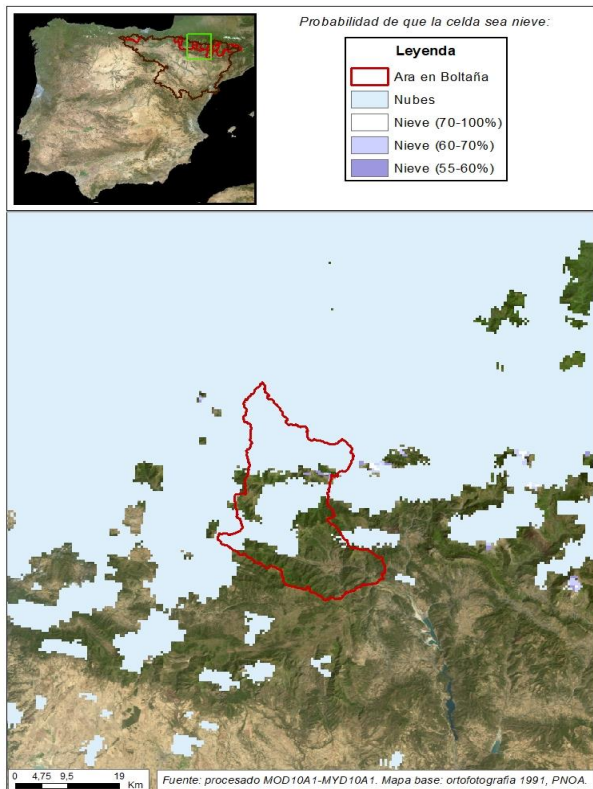 Probabilidad de que la celda sea nieve:
Leyenda
Ara en Boltaña
Nubes
Nieve (70-100%)
Nieve (60-70%)
Nieve (55-60%)
0 4,75 9,5 19
Km
Fuente: procesado MOD10A1-MYD10A1. Mapa base: ortofotografia 1991, PNOA.